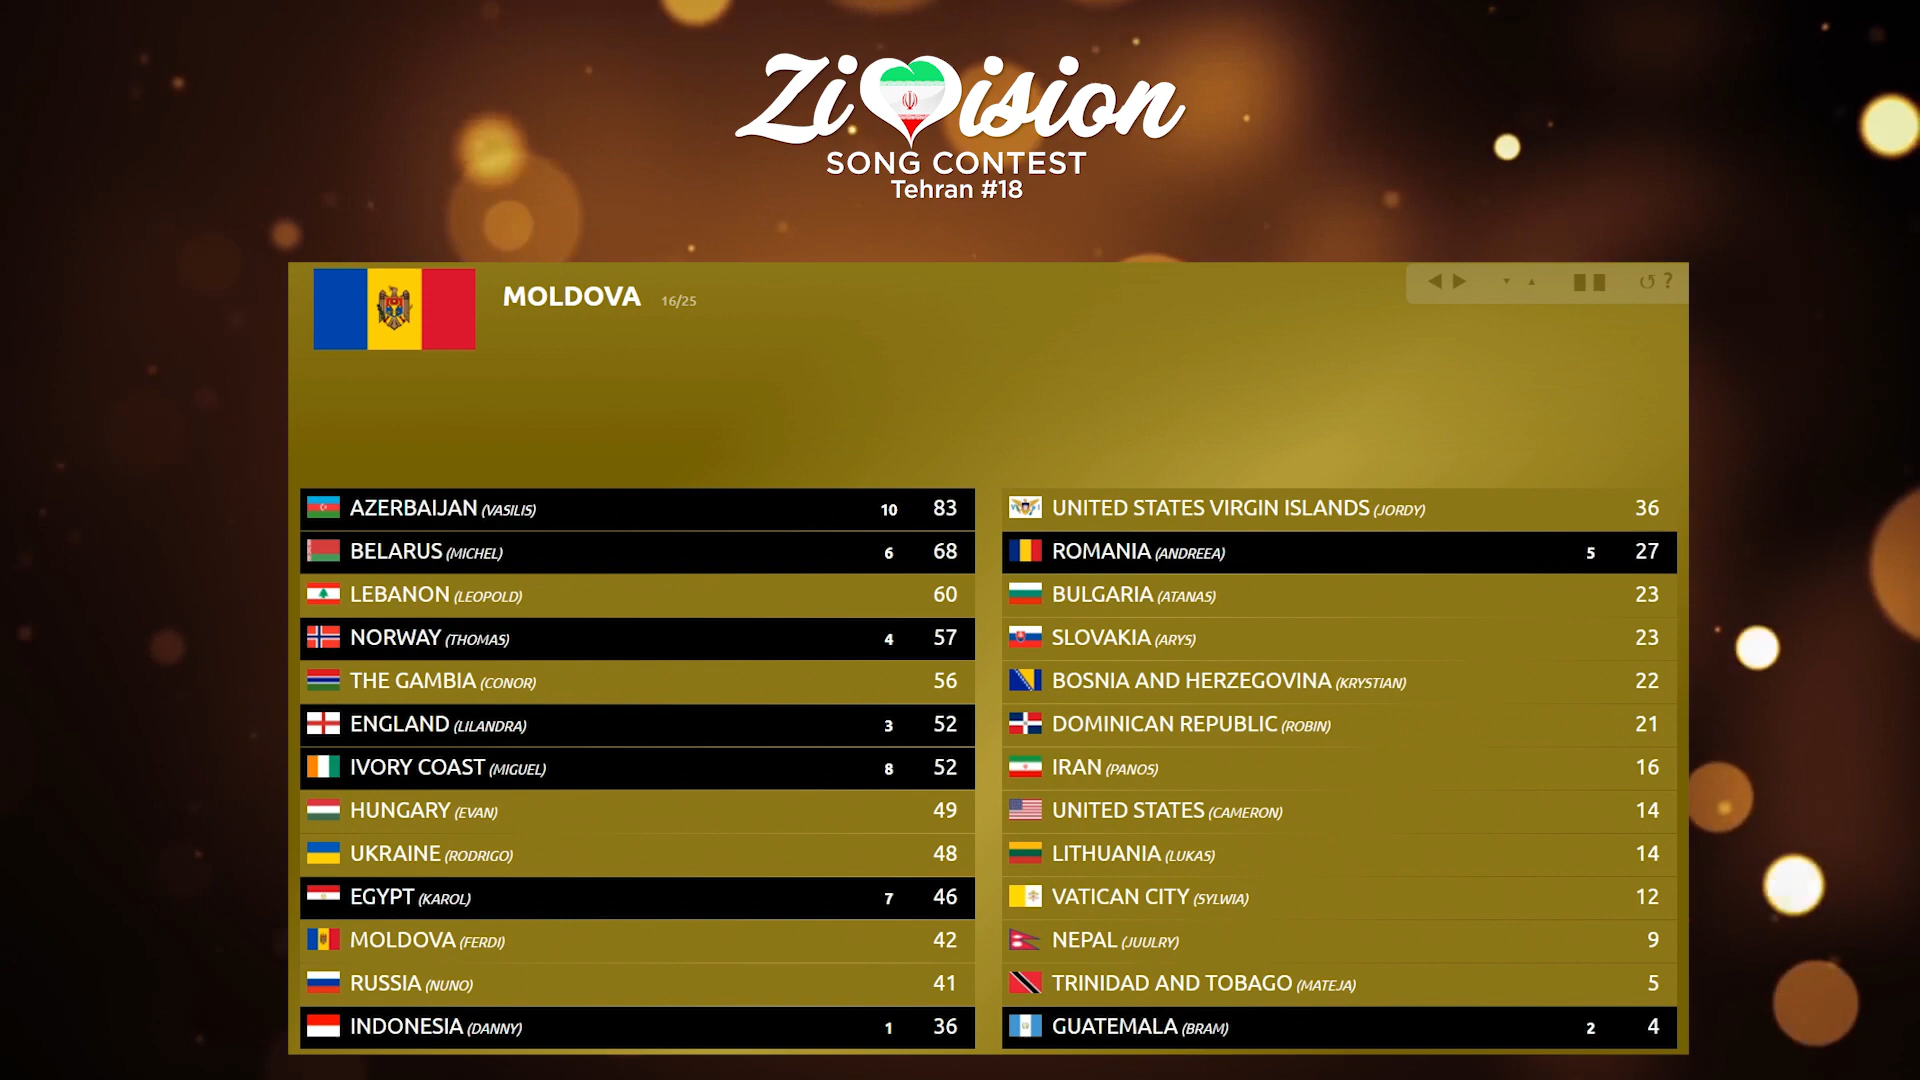 Zi ision
SONG CONTEST
Tehran #18
MOLDOVA 16/25
AZERBAIJAN (VASILIS) 10 83
BELARUS (MICHEL) 6 68
LEBANON (LEOPOLD) 60
NORWAY (THOMAS) 4 57
THE GAMBIA (CONOR) 56
ENGLAND (LILANDRA) 3 52
IVORY COAST (MIGUEL) 8 52
HUNGARY (EVAN) 49
UKRAINE (RODRIGO) 48
EGYPT (KAROL) 7 46
MOLDOVA (FERDI) 42
RUSSIA (NUNO) 41
INDONESIA (DANNY) 1 36
UNITED STATES VIRGIN ISLANDS (JORDY) 36
ROMANIA (ANDREEA) 5 27
BULGARIA (ATANAS) 23
SLOVAKIA (ARYS) 23
BOSNIA AND HERZEGOVINA (KRYSTIAN) 22
DOMINICAN REPUBLIC (ROBIN) 21
IRAN (PANOS) 16
UNITED STATES (CAMERON) 14
LITHUANIA (LUKAS) 14
VATICAN CITY (SYLWIA) 12
NEPAL (JUULRY) 9
TRINIDAD AND TOBAGO (MATEJA) 5
GUATEMALA (BRAM) 2 4